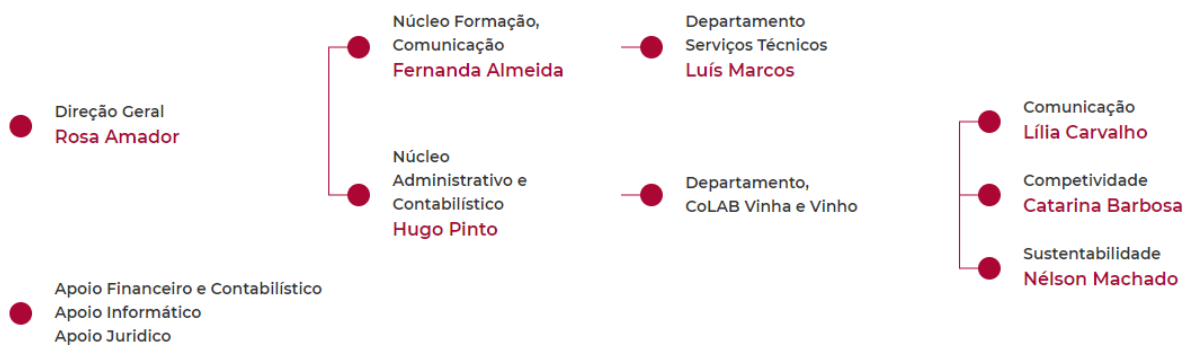 Direção Geral
Rosa Amador
Apoio Financeiro e Contabilístico
Apoio Informático
Apoio Juridico
Núcleo Formação,
Comunicação
Fernanda Almeida
Núcleo
Administrativo e
Contabilístico
Hugo Pinto
Departamento
Serviços Técnicos
Luís Marcos
Departamento,
CoLAB Vinha e Vinho
Comunicação
Lília Carvalho
Competividade
Catarina Barbosa
Sustentabilidade
Nélson Machado